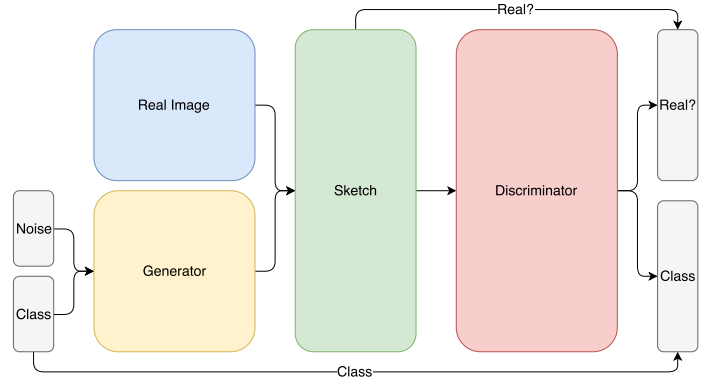 Real?
Real Image
Real?
Noise
Sketch
Discriminator
Generator
Class
Class
Class